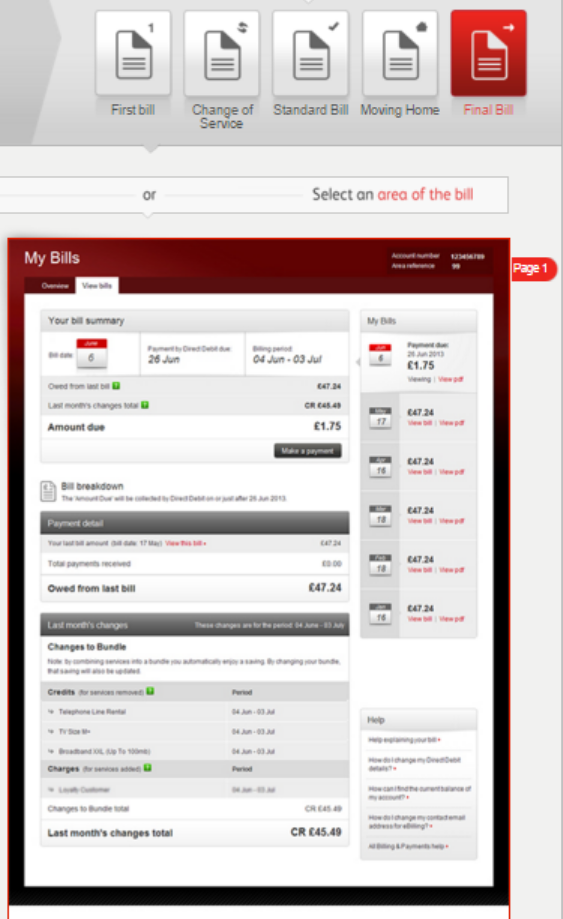 1
First bill
Change of
Service
Standard Bill
Moving Home
Final Bill
or
Select an area of the bill
Page 1
My Bills
Account number 123456789
Area reference 99
Overview
View bills
Your bill summary
Bill date:
June
6
Payment by Direct Debit due:
26 Jun
Billing period:
04 Jun - 03 Jul
Owed from last bill ?
£47.24
Last month's changes total ?
CR £45.49
Amount due
£1.75
Make a payment
Bill breakdown
The 'Amount Due' will be collected by Direct Debit on or just after 26 Jun 2013.
Payment detail
Your last bill amount (bill date: 17 May) View this bill
£47.24
Total payments received
£0.00
Owed from last bill
£47.24
Last month's changes
These changes are for the period: 04 June - 03 July
Changes to Bundle
Note: by combining services into a bundle you automatically enjoy a saving. By changing your bundle,
that saving will also be updated.
Credits (for services removed) ?
Period
Telephone Line Rental
04 Jun - 03 Jul
TV Size M+
04 Jun - 03 Jul
Broadband XXL (Up To 100mb)
04 Jun - 03 Jul
Charges (for services added) ?
Period
Loyalty Customer
04 Jun - 03 Jul
Changes to Bundle total
CR £45.49
Last month's changes total
CR £45.49
My Bills
Jun
6
Payment due:
26 Jun 2013
£1.75
Viewing | View pdf
May
17
£47.24
View bill | View pdf
Apr
16
£47.24
View bill | View pdf
Mar
18
£47.24
View bill | View pdf
Feb
18
£47.24
View bill | View pdf
Jan
16
£47.24
View bill | View pdf
Help
Help explaining your bill
How do I change my Direct Debit
details?
How can I find the current balance of
my account?
How do I change my contact email
address for eBilling?
All Billing & Payments help